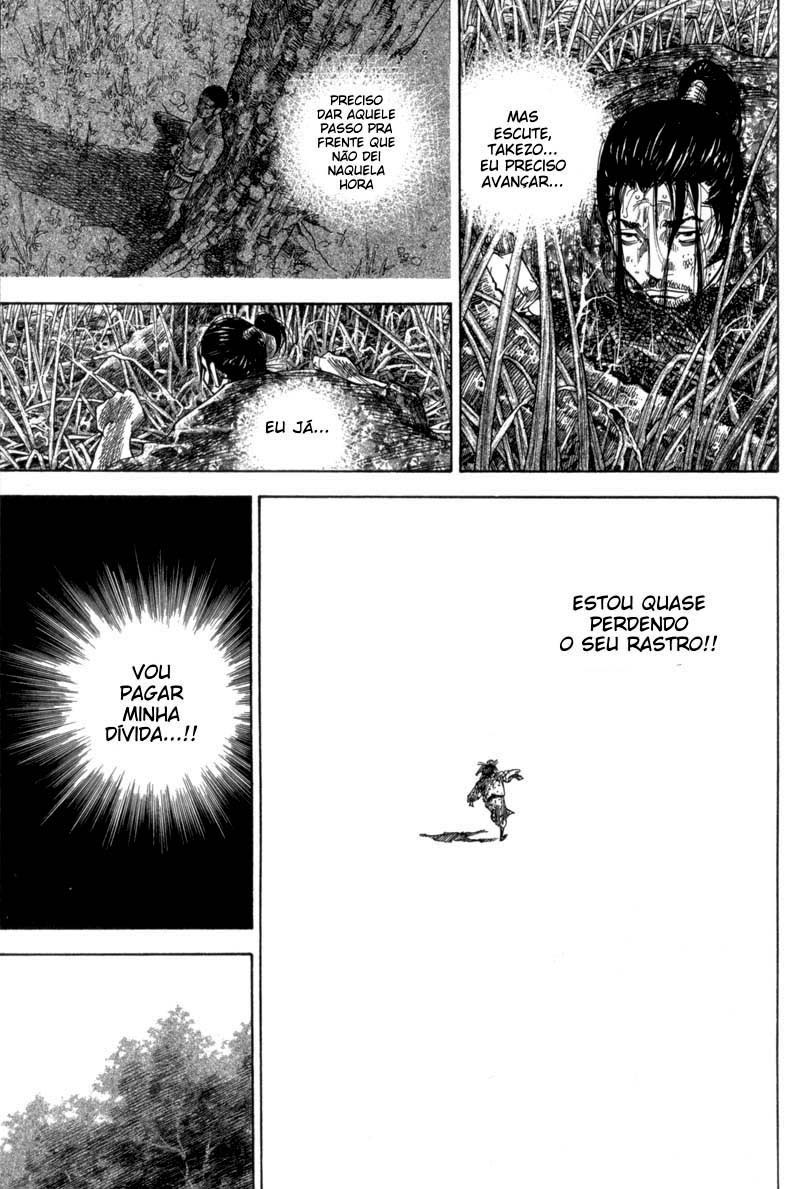 MAS
ESCUTE,
TAKEZO...
EU PRECISO
AVANÇAR...
PRECISO
DAR AQUELE
PASSO PRA
FRENTE QUE
NÃO DEI
NAQUELA
HORA
EU JÁ...
ESTOU QUASE
PERDENDO
O SEU RASTRO!!
VOU
PAGAR
MINHA
DÍVIDA...!!